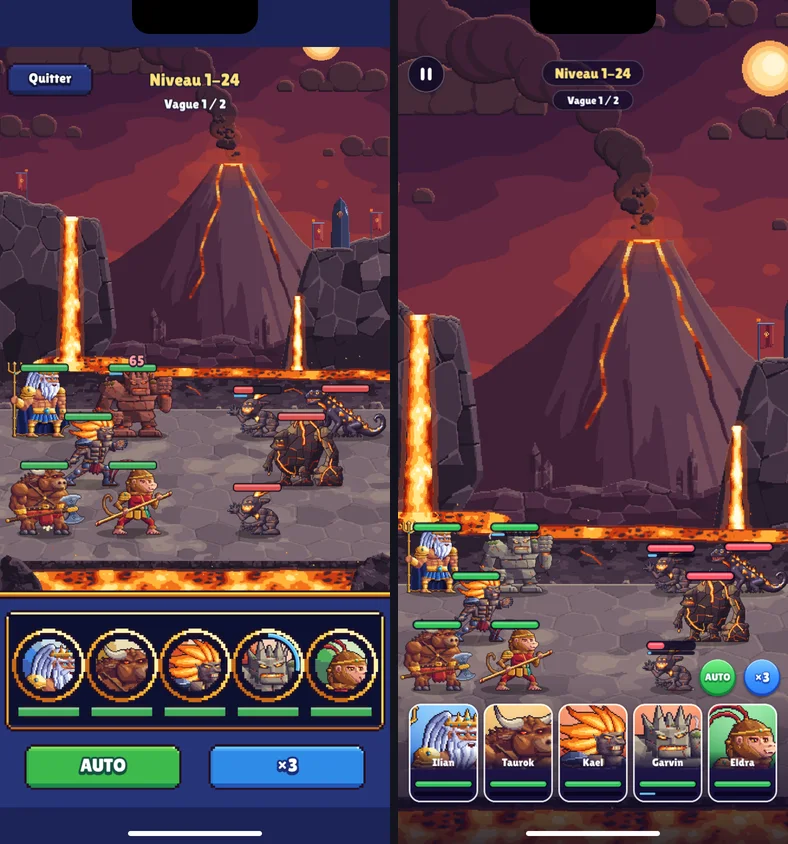 Quitter
Niveau 1-24
Vague 1 / 2
65
AUTO
×3
Niveau 1-24
Vague 1 / 2
AUTO
×3
Ilian
Taurok
Kael
Garvin
Eldra